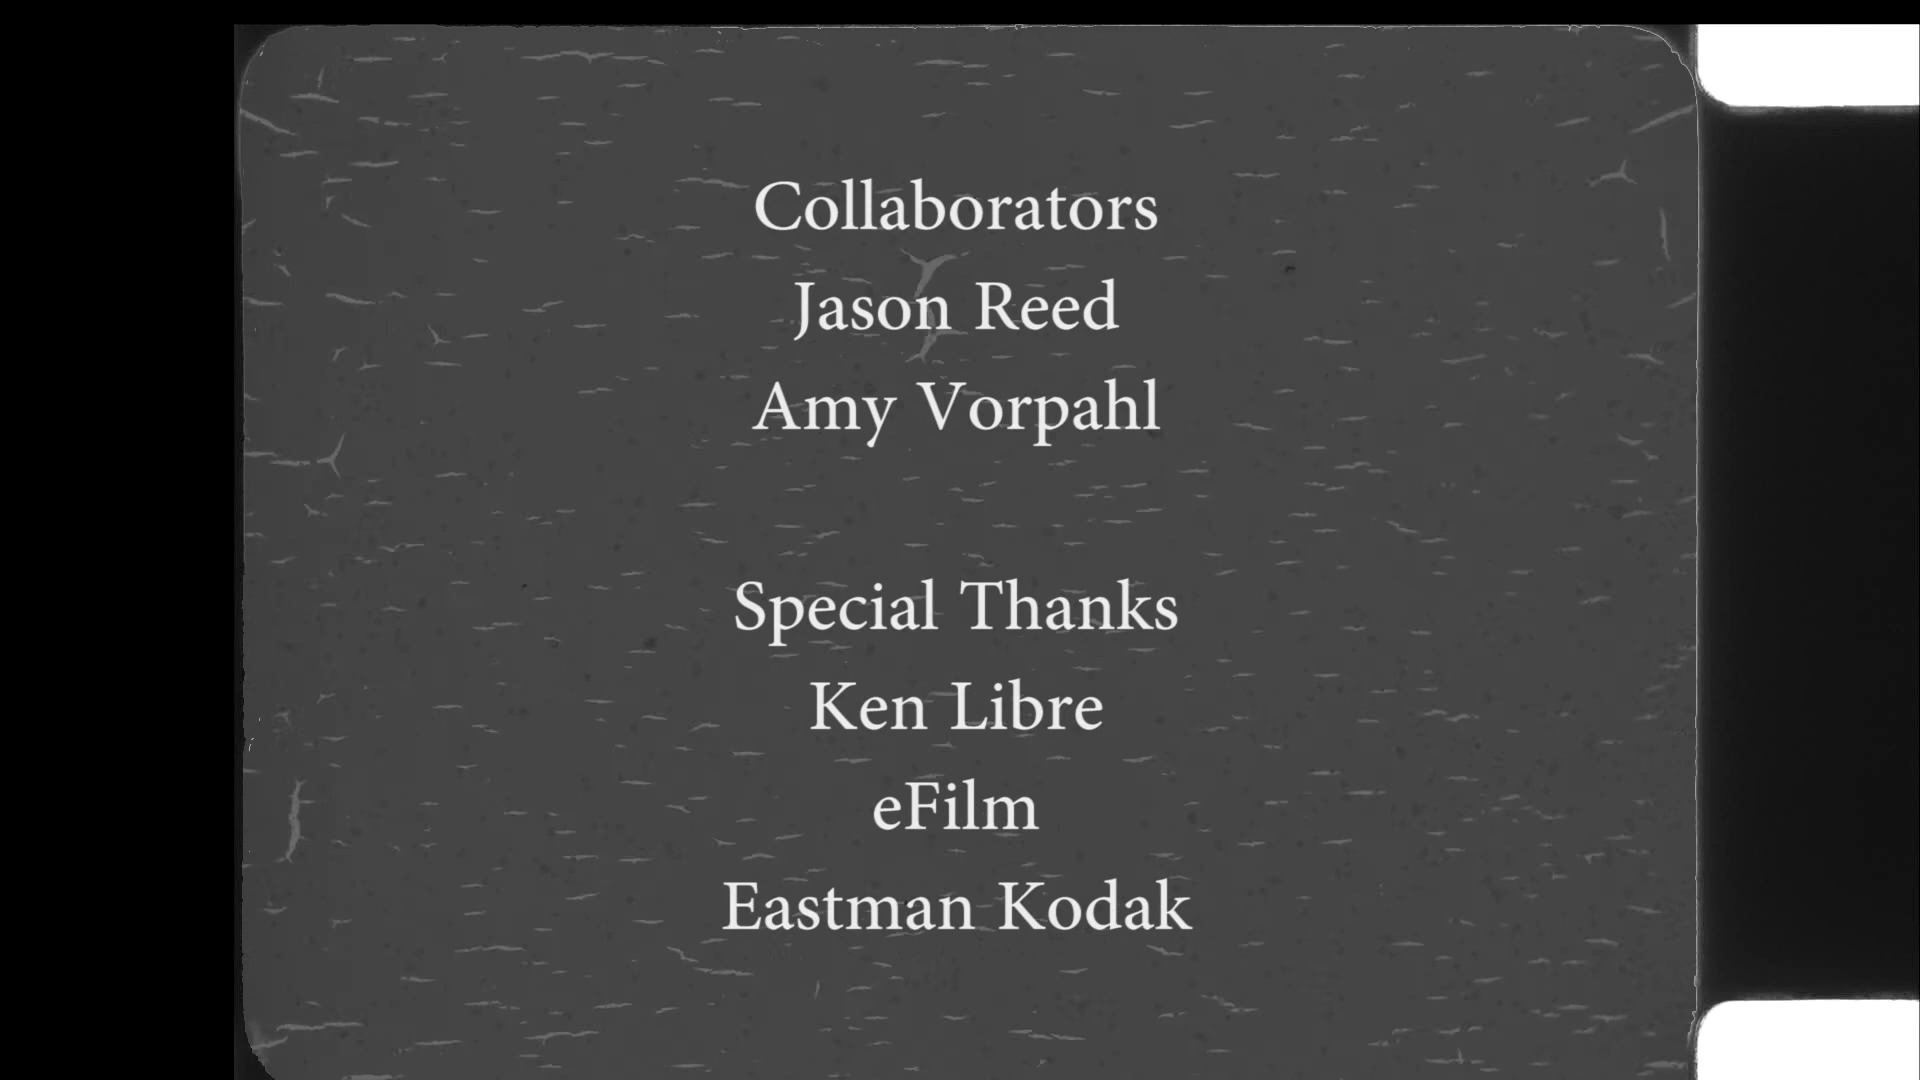 Collaborators
Jason Reed
Amy Vorpahl
Special Thanks
Ken Libre
eFilm
Eastman Kodak